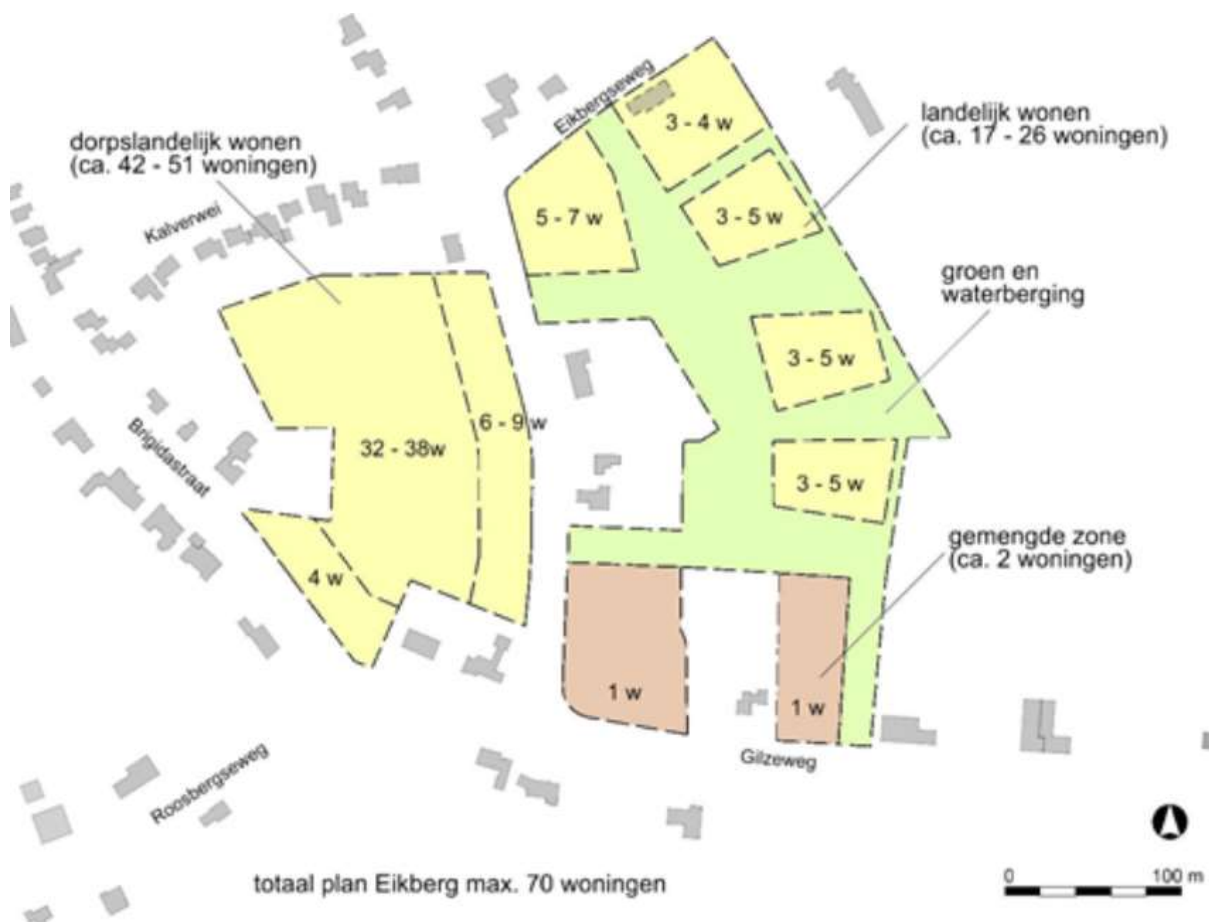 Eikbergseweg
3 - 4 w
landelijk wonen
(ca. 17 - 26 woningen)
dorpslandelijk wonen
(ca. 42 - 51 woningen)
Kalverwei
5 - 7 w
3 - 5 w
groen en
waterberging
3 - 5 w
6 - 9 w
32 - 38w
Brigidastraat
3 - 5 w
gemengde zone
(ca. 2 woningen)
4 w
1 w
1 w
Gilzeweg
Roosbergseweg
totaal plan Eikberg max. 70 woningen
0 100 m